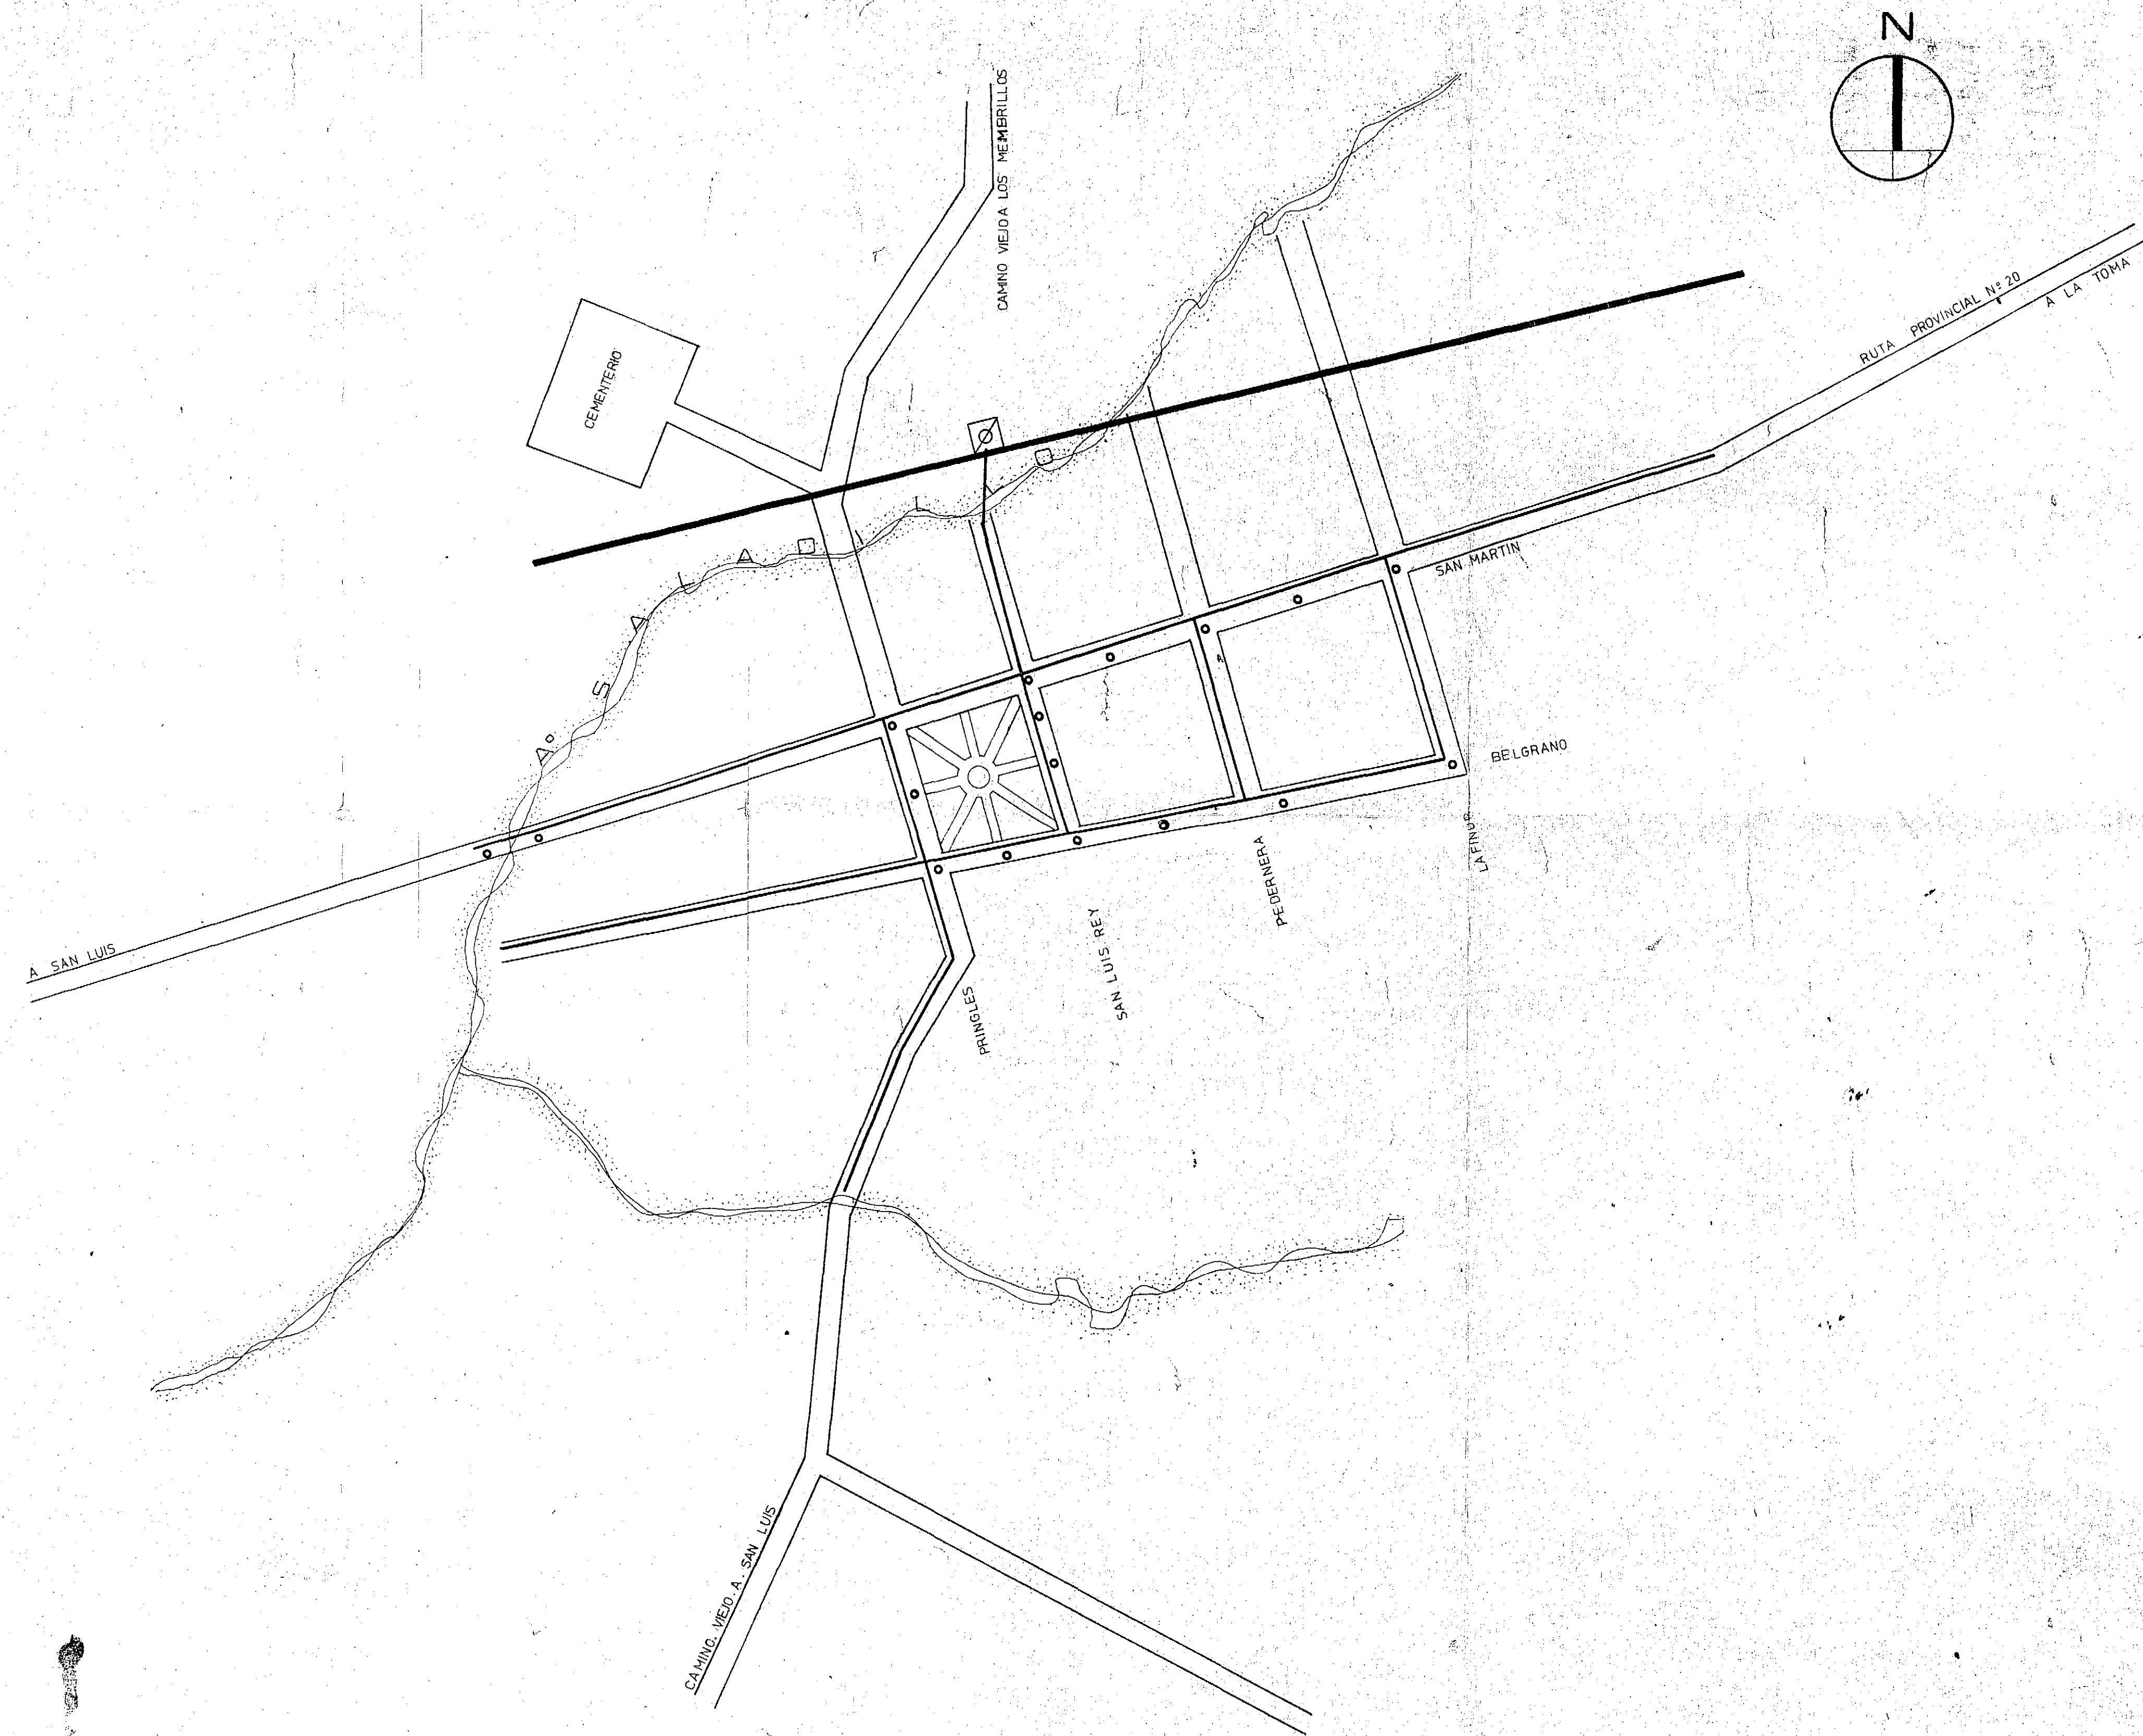 N
CAMINO VIEJO A LOS MEMBRILLOS
RUTA PROVINCIAL Nº 20
A LA TOMA
CEMENTERIO
Aº SALADILLO
SAN MARTIN
BELGRANO
LAFINUR
PEDERNERA
SAN LUIS REY
PRINGLES
A SAN LUIS
CAMINO. VIEJO. A. SAN LUIS